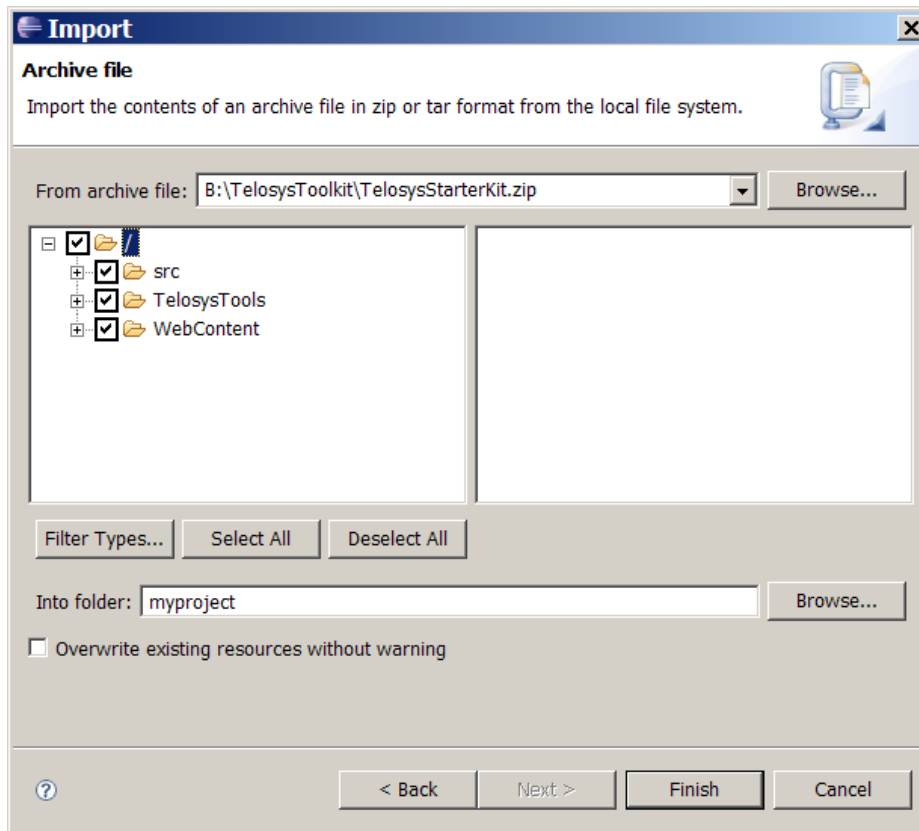 Import
Archive file
Import the contents of an archive file in zip or tar format from the local file system.
From archive file: B:\TelosysToolkit\TelosysStarterKit.zip Browse...
/
src
TelosysTools
WebContent
Filter Types... Select All Deselect All
Into folder: myproject Browse...
Overwrite existing resources without warning
? < Back Next > Finish Cancel